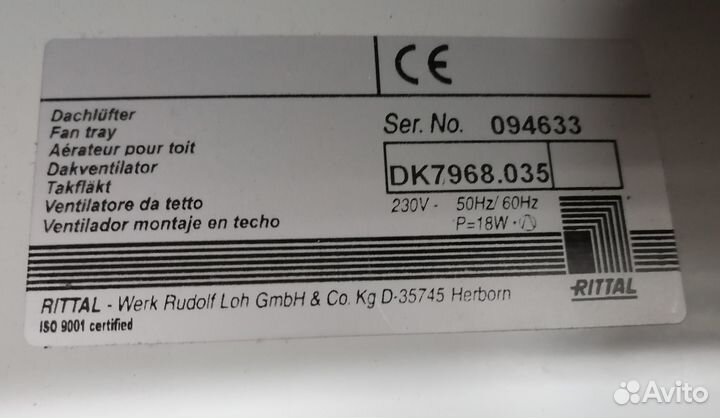 CE
Dachlüfter
Fan tray
Aérateur pour toit
Dakventilator
Takfläkt
Ventilatore da tetto
Ventilador montaje en techo
Ser. No. 094633
DK7968.035
230V - 50Hz/60Hz
P=18W
RITTAL
RITTAL - Werk Rudolf Loh GmbH & Co. Kg D-35745 Herborn
ISO 9001 certified
Avito